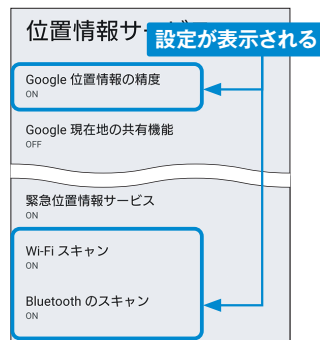 位置情報サー
設定が表示される
Google 位置情報の精度
ON
Google 現在地の共有機能
OFF
緊急位置情報サービス
ON
Wi-Fi スキャン
ON
Bluetooth のスキャン
ON